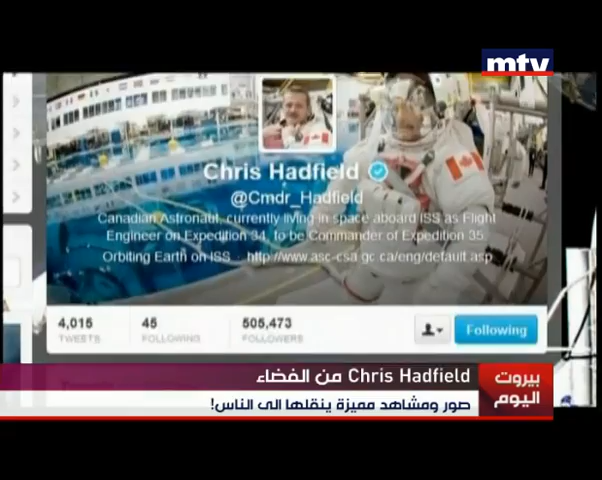 mtv
Chris Hadfield
@Cmdr_Hadfield
Canadian Astronaut, currently living in space aboard ISS as Flight
Engineer on Expedition 34, to be Commander of Expedition 35.
Orbiting Earth on ISS · http://www.asc-csa.gc.ca/eng/default.asp
4,015 45 505,473
TWEETS FOLLOWING FOLLOWERS
Following
Chris Hadfield من الفضاء
صور ومشاهد مميزة ينقلها الى الناس!
بيروت
اليوم